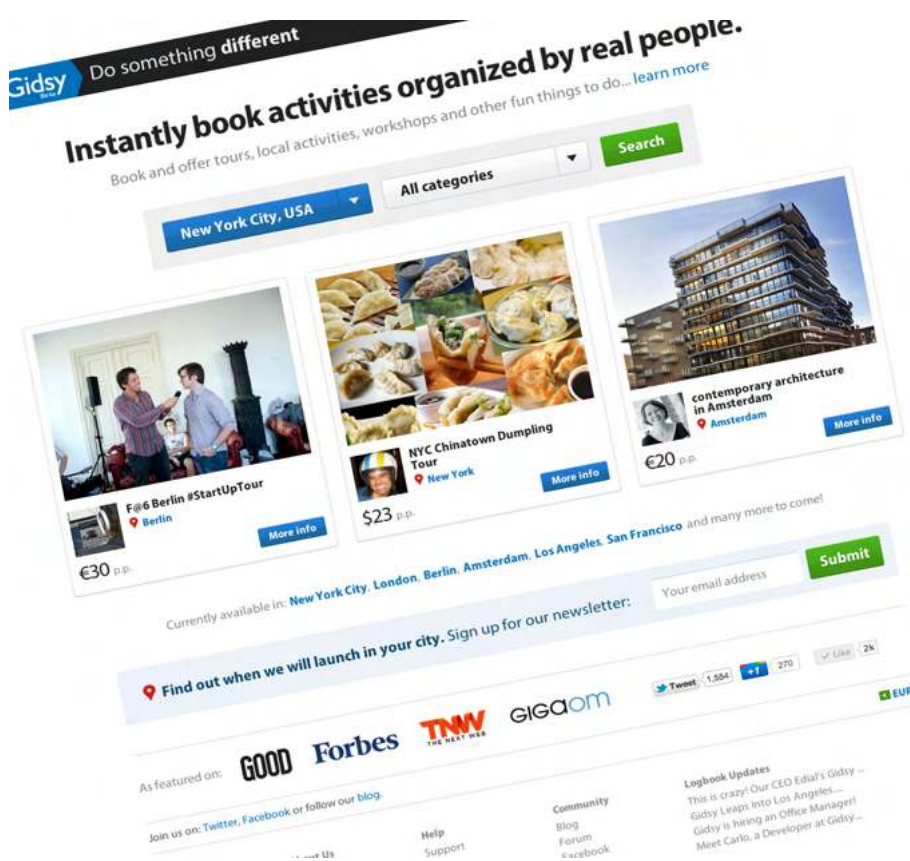 Gidsy
Beta
Do something different
Instantly book activities organized by real people.
Book and offer tours, local activities, workshops and other fun things to do... learn more
New York City, USA
All categories
Search
F@6 Berlin #StartUpTour
Berlin
€30 p.p.
More info
NYC Chinatown Dumpling
Tour
New York
$23 p.p.
More info
contemporary architecture
in Amsterdam
Amsterdam
€20 p.p.
More info
Currently available in: New York City, London, Berlin, Amsterdam, Los Angeles, San Francisco and many more to come!
Find out when we will launch in your city. Sign up for our newsletter:
Your email address
Submit
As featured on:
GOOD
Forbes
TNW
THE NEXT WEB
GIGaom
Tweet
1,554
+1
270
Like
2k
EUR
Join us on: Twitter, Facebook or follow our blog.
About Us
Help
Support
Community
Blog
Forum
Facebook
Logbook Updates
This is crazy! Our CEO Edial's Gidsy ...
Gidsy Leaps Into Los Angeles....
Gidsy is hiring an Office Manager!
Meet Carlo, a Developer at Gidsy...